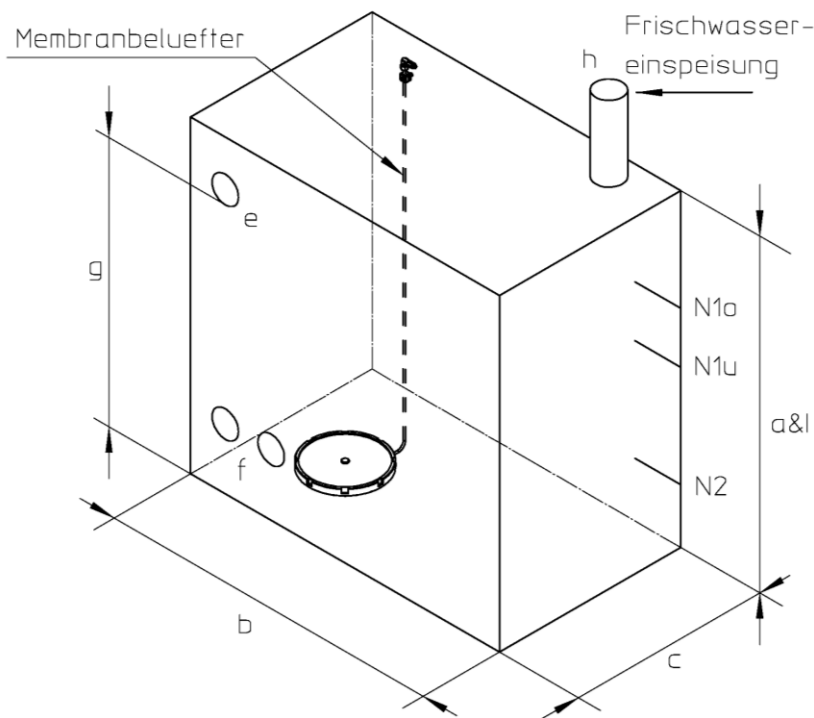 Membranbeluefter
Frischwasser-
einspeisung
h
e
g
N1o
N1u
a&l
N2
f
b
c